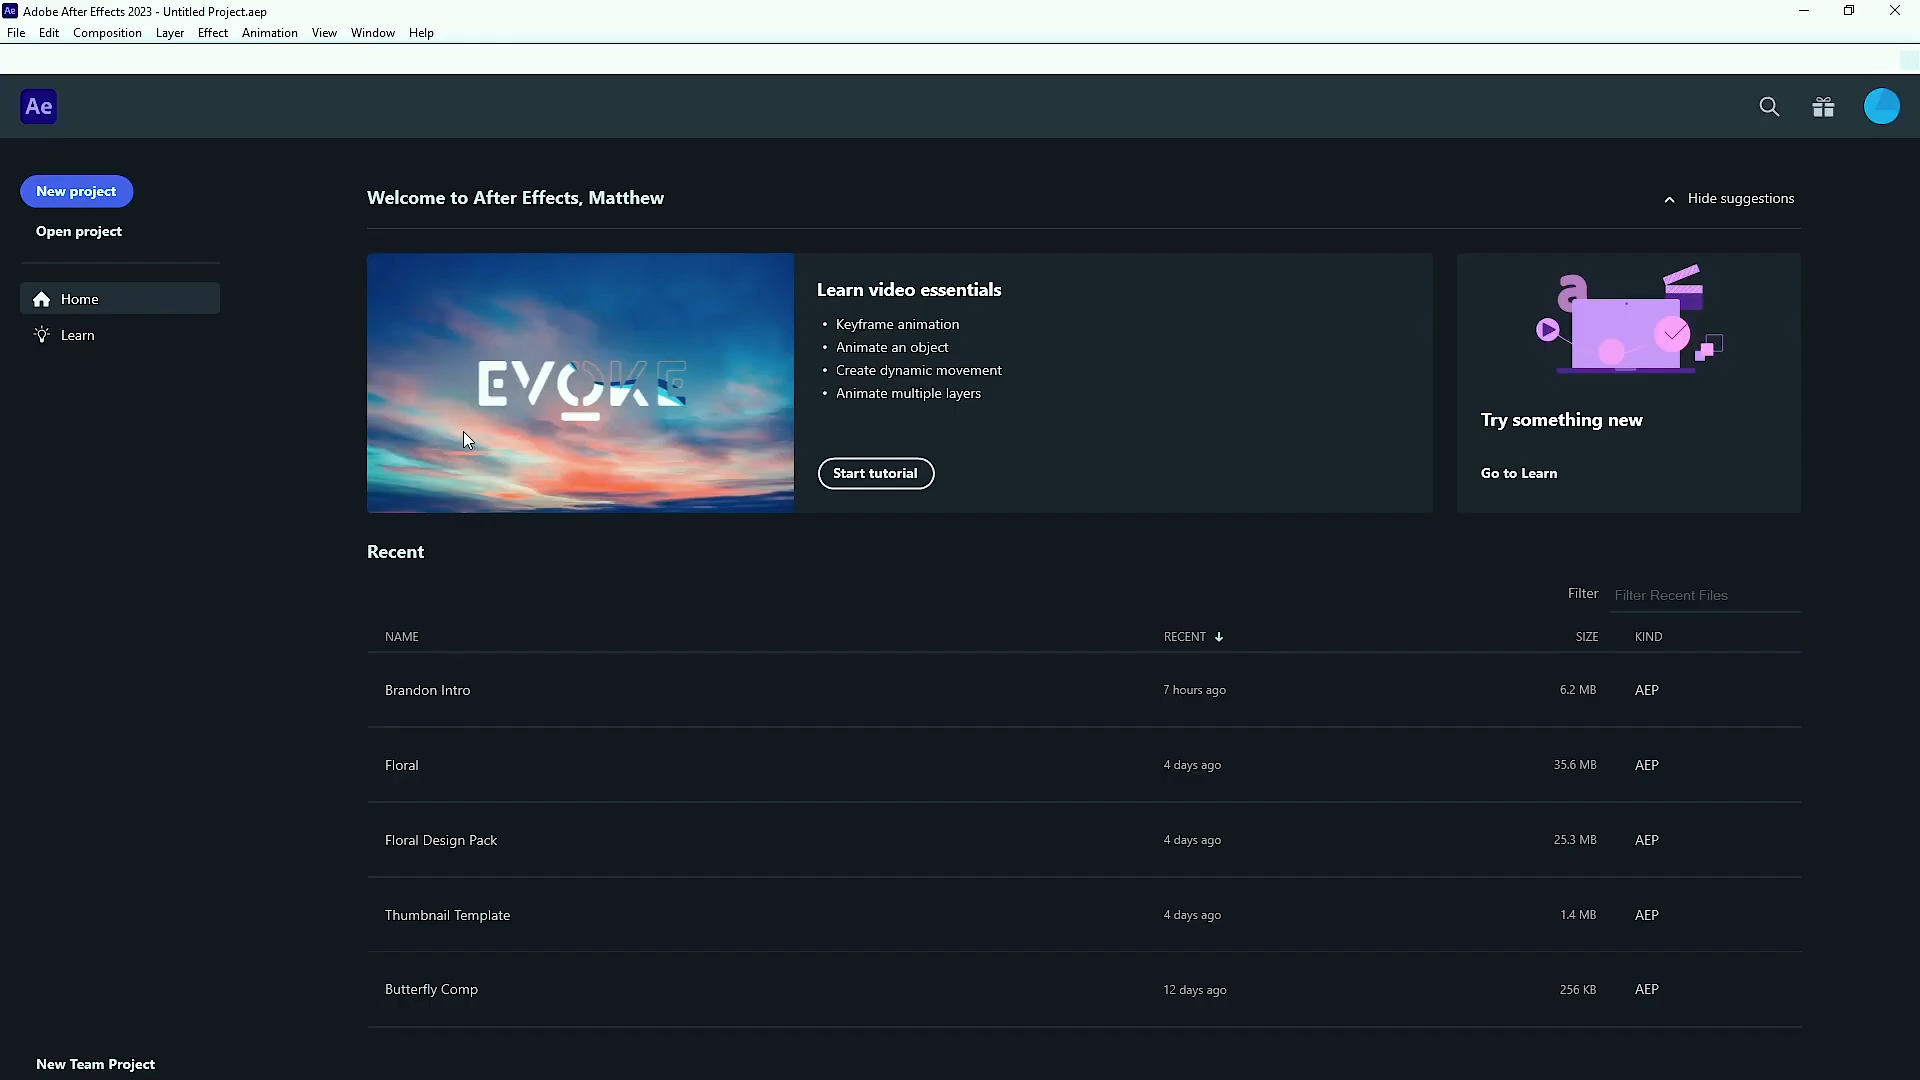 Ae Adobe After Effects 2023 - Untitled Project.aep
File Edit Composition Layer Effect Animation View Window Help
Ae
New project
Open project
Home
Learn
Welcome to After Effects, Matthew
Hide suggestions
EVOKE
Learn video essentials
• Keyframe animation
• Animate an object
• Create dynamic movement
• Animate multiple layers
Start tutorial
a
Try something new
Go to Learn
Recent
Filter Filter Recent Files
NAME RECENT ↓ SIZE KIND
Brandon Intro 7 hours ago 6.2 MB AEP
Floral 4 days ago 35.6 MB AEP
Floral Design Pack 4 days ago 25.3 MB AEP
Thumbnail Template 4 days ago 1.4 MB AEP
Butterfly Comp 12 days ago 256 KB AEP
New Team Project